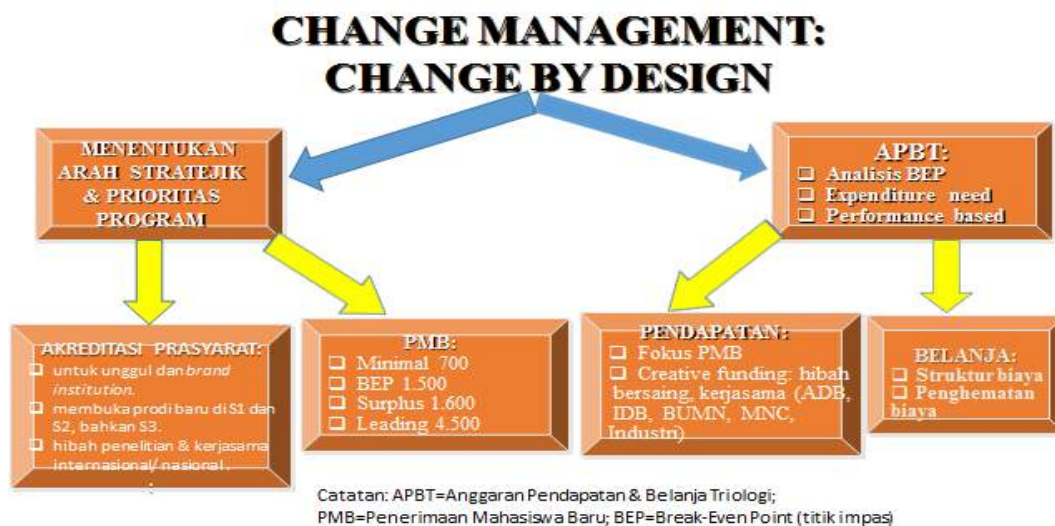 CHANGE MANAGEMENT:
CHANGE BY DESIGN
MENENTUKAN
ARAH STRATEJIK
& PRIORITAS
PROGRAM
APBT:
❑ Analisis BEP
❑ Expenditure need
❑ Performance based
AKREDITASI PRASYARAT:
❑ untuk unggul dan brand
institution.
❑ membuka prodi baru di S1 dan
S2, bahkan S3.
❑ hibah penelitian & kerjasama
internasional/ nasional .
:
PMB:
❑ Minimal 700
❑ BEP 1.500
❑ Surplus 1.600
❑ Leading 4.500
PENDAPATAN:
❑ Fokus PMB
❑ Creative funding: hibah
bersaing, kerjasama (ADB,
IDB, BUMN, MNC,
Industri)
BELANJA:
❑ Struktur biaya
❑ Penghematan
biaya
Catatan: APBT=Anggaran Pendapatan & Belanja Triologi;
PMB=Penerimaan Mahasiswa Baru; BEP=Break-Even Point (titik impas)